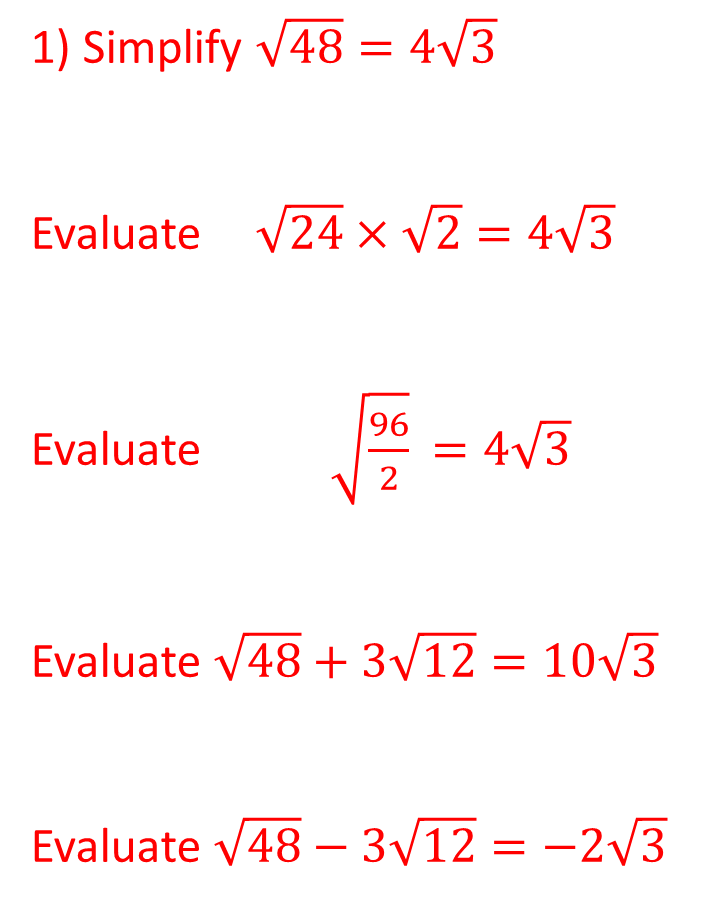 1) Simplify √48 = 4√3
Evaluate √24 × √2 = 4√3
Evaluate √(96/2) = 4√3
Evaluate √48 + 3√12 = 10√3
Evaluate √48 − 3√12 = −2√3